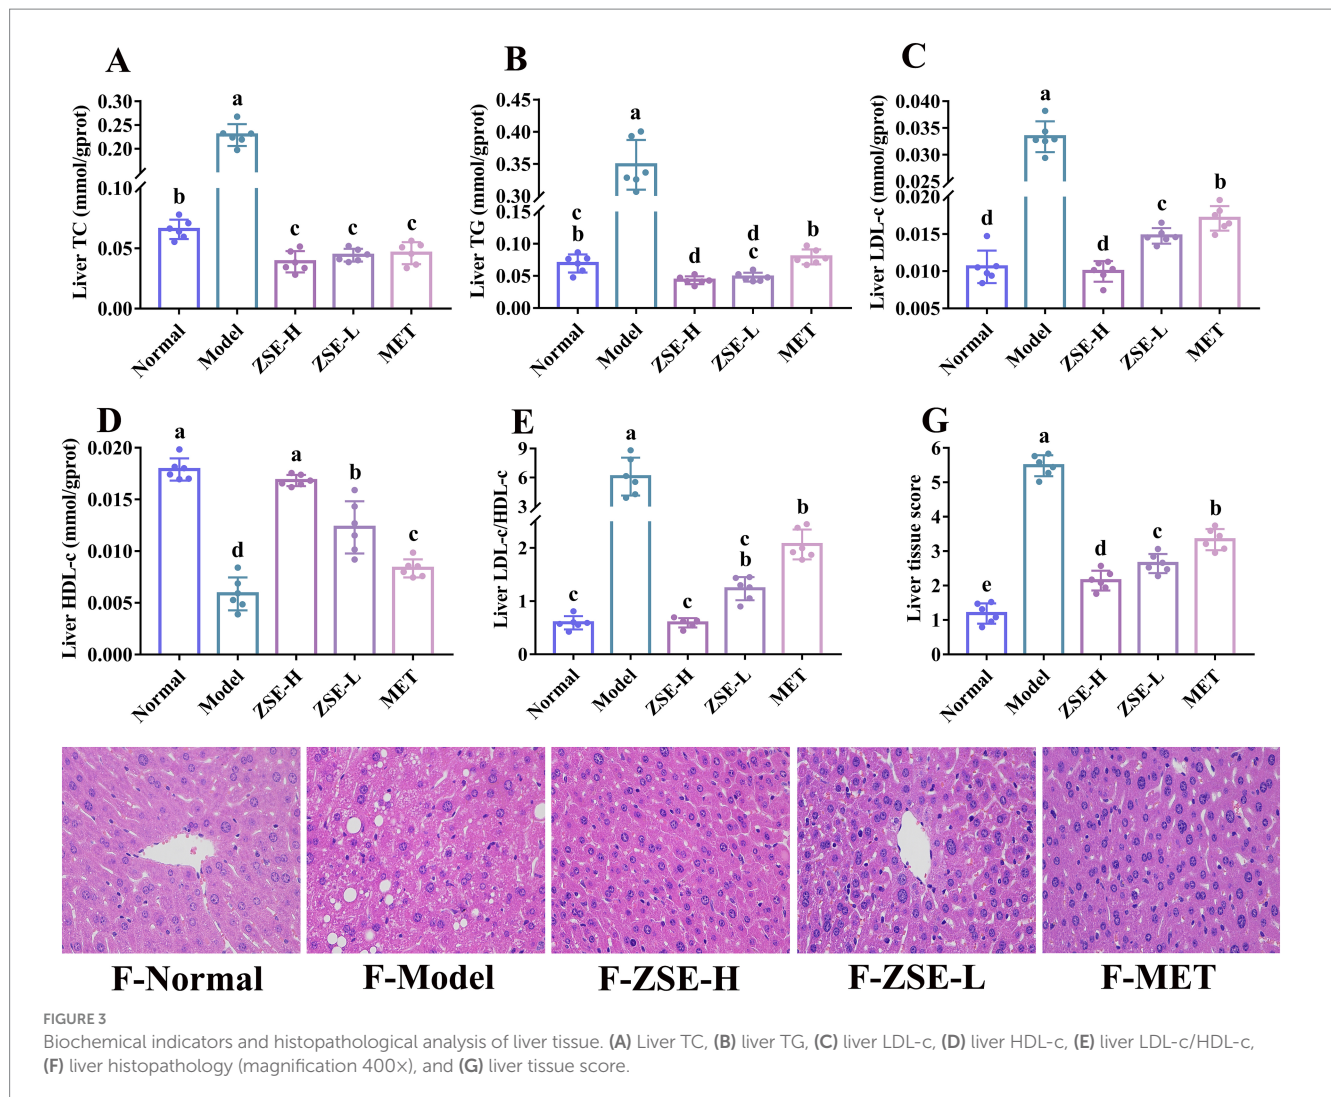 A
Liver TC (mmol/gprot)
0.30
0.25
0.20
0.10
0.05
0.00
b
a
c
c
c
Normal
Model
ZSE-H
ZSE-L
MET
B
Liver TG (mmol/gprot)
0.45
0.40
0.35
0.30
0.15
0.10
0.05
0.00
c
b
a
d
d
c
b
Normal
Model
ZSE-H
ZSE-L
MET
C
Liver LDL-c (mmol/gprot)
0.040
0.035
0.030
0.025
0.020
0.015
0.010
0.005
d
a
d
c
b
Normal
Model
ZSE-H
ZSE-L
MET
D
Liver HDL-c (mmol/gprot)
0.020
0.015
0.010
0.005
0.000
a
d
a
b
c
Normal
Model
ZSE-H
ZSE-L
MET
E
Liver LDL-c/HDL-c
9
6
3
2
1
0
c
a
c
c
b
b
Normal
Model
ZSE-H
ZSE-L
MET
G
Liver tissue score
6
5
4
3
2
1
0
e
a
d
c
b
Normal
Model
ZSE-H
ZSE-L
MET
F-Normal
F-Model
F-ZSE-H
F-ZSE-L
F-MET
FIGURE 3
Biochemical indicators and histopathological analysis of liver tissue. (A) Liver TC, (B) liver TG, (C) liver LDL-c, (D) liver HDL-c, (E) liver LDL-c/HDL-c,
(F) liver histopathology (magnification 400×), and (G) liver tissue score.